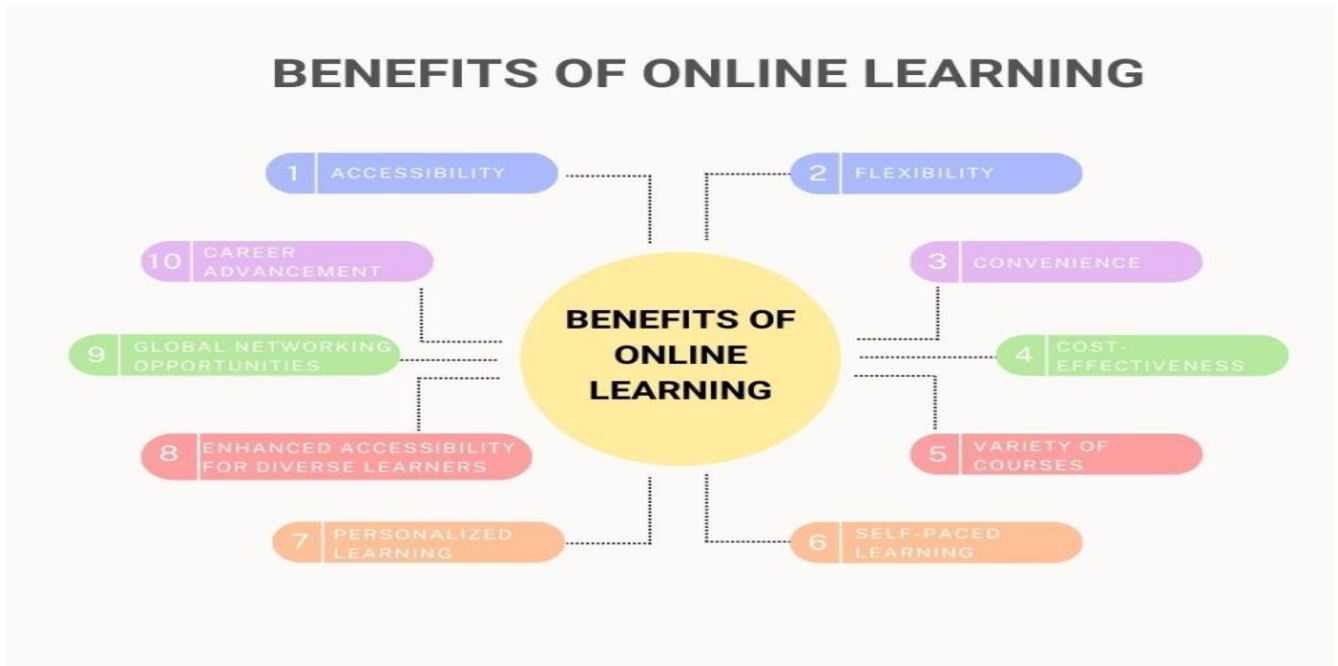 BENEFITS OF ONLINE LEARNING
1 ACCESSIBILITY
2 FLEXIBILITY
10 CAREER
ADVANCEMENT
3 CONVENIENCE
BENEFITS OF
ONLINE
LEARNING
9 GLOBAL NETWORKING
OPPORTUNITIES
4 COST-
EFFECTIVENESS
8 ENHANCED ACCESSIBILITY
FOR DIVERSE LEARNERS
5 VARIETY OF
COURSES
7 PERSONALIZED
LEARNING
6 SELF-PACED
LEARNING